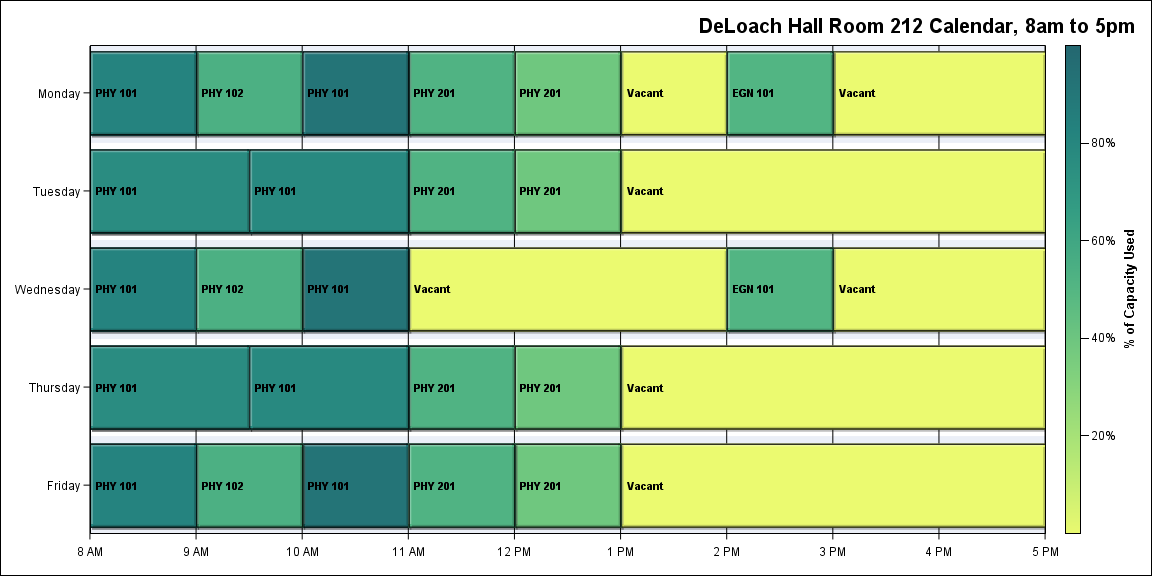 DeLoach Hall Room 212 Calendar, 8am to 5pm
Monday
PHY 101 PHY 102 PHY 101 PHY 201 PHY 201 Vacant EGN 101 Vacant
Tuesday
PHY 101 PHY 101 PHY 201 PHY 201 Vacant
Wednesday
PHY 101 PHY 102 PHY 101 Vacant EGN 101 Vacant
Thursday
PHY 101 PHY 101 PHY 201 PHY 201 Vacant
Friday
PHY 101 PHY 102 PHY 101 PHY 201 PHY 201 Vacant
8 AM 9 AM 10 AM 11 AM 12 PM 1 PM 2 PM 3 PM 4 PM 5 PM
80%
60%
40%
20%
% of Capacity Used